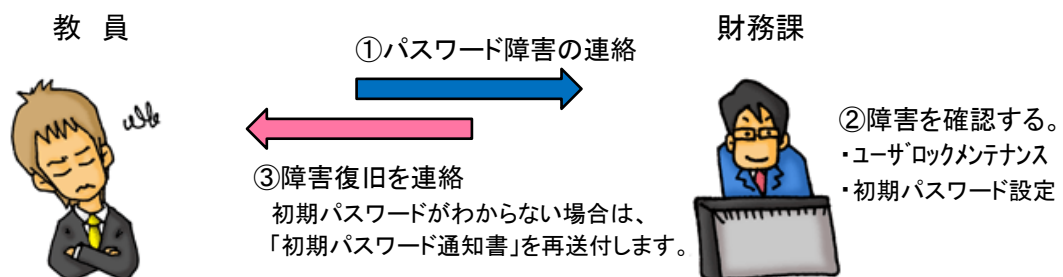 教 員
財務課
①パスワード障害の連絡
②障害を確認する。
・ユーザロックメンテナンス
・初期パスワード設定
③障害復旧を連絡
初期パスワードがわからない場合は、
「初期パスワード通知書」を再送付します。